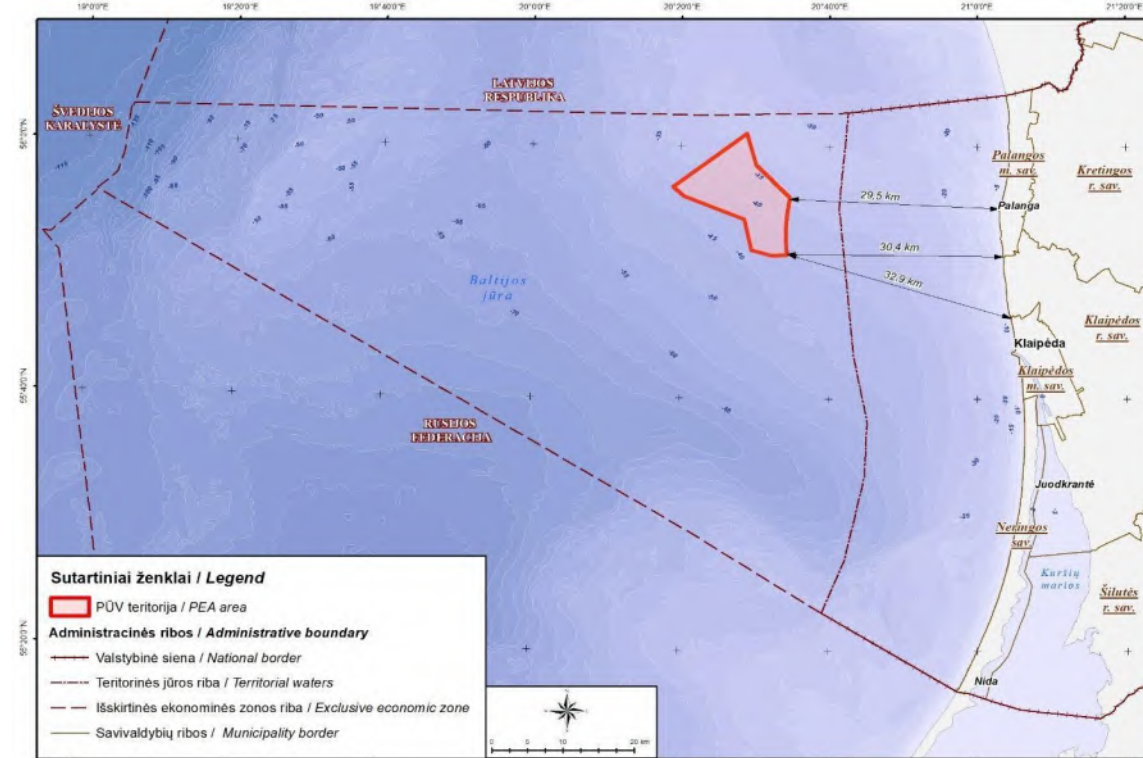 19°0'0"E
19°20'0"E
19°40'0"E
20°0'0"E
20°20'0"E
20°40'0"E
21°0'0"E
21°20'0"E
LATVIJOS
RESPUBLIKA
ŠVEDIJOS
KARALYSTĖ
56°0'0"N
Palangos
m. sav.
Kretingos
r. sav.
29,5 km
Palanga
30,4 km
32,9 km
Baltijos
jūra
Klaipėdos
r. sav.
Klaipėda
Klaipėdos
m. sav.
55°40'0"N
RUSIJOS
FEDERACIJA
Juodkrantė
Neringos
sav.
Kuršių
marios
Šilutės
r. sav.
55°20'0"N
Nida
Sutartiniai ženklai / Legend
PŪV teritorija / PEA area
Administracinės ribos / Administrative boundary
Valstybinė siena / National border
Teritorinės jūros riba / Territorial waters
Išskirtinės ekonominės zonos riba / Exclusive economic zone
Savivaldybių ribos / Municipality border
0 5 10 20 km